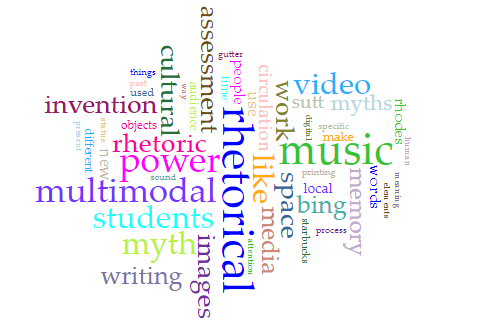 assessment
gutter
things
past
used
cultural
way
audience
time
people
circulation
use
work
video
sutt
myths
invention
objects
statue
present
different
new
rhetoric
power
rhetorical
like
digital
specific
make
rhodes
human
music
sound
multimodal
students
myth
writing
images
attention
media
space
printing
local
bing
starbucks
process
memory
words
elements
meaning